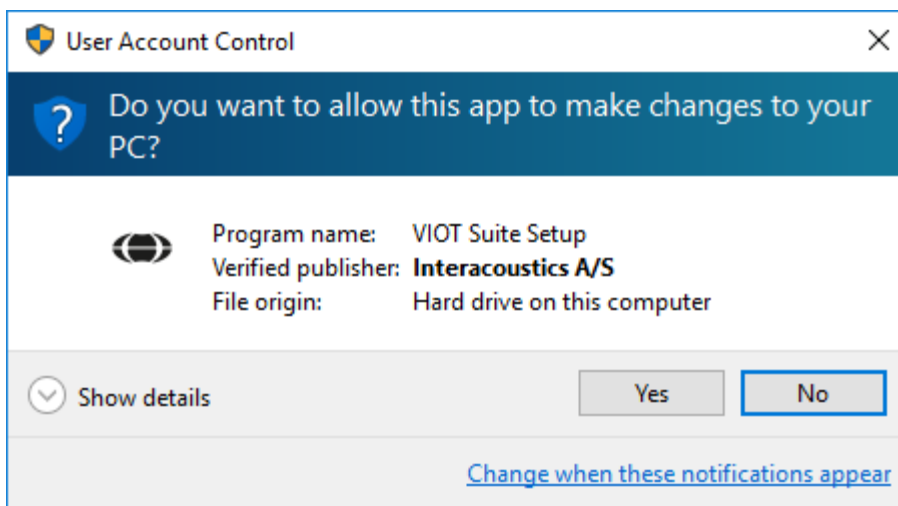 User Account Control
Do you want to allow this app to make changes to your
PC?
Program name: VIOT Suite Setup
Verified publisher: Interacoustics A/S
File origin: Hard drive on this computer
Show details
Yes
No
Change when these notifications appear